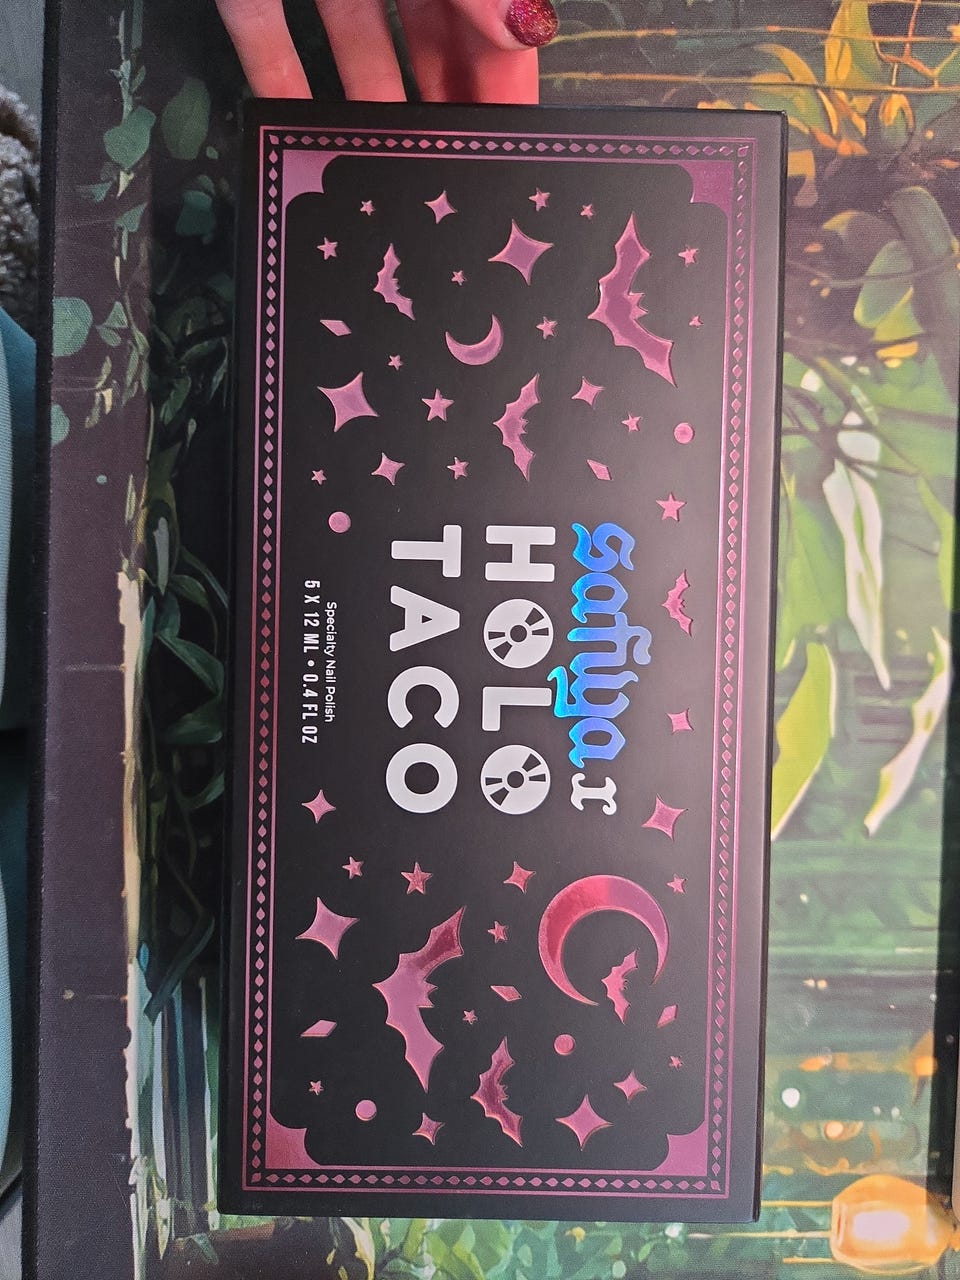 safiya x
HOLO
TACO
Specialty Nail Polish
5 X 12 ML • 0.4 FL OZ